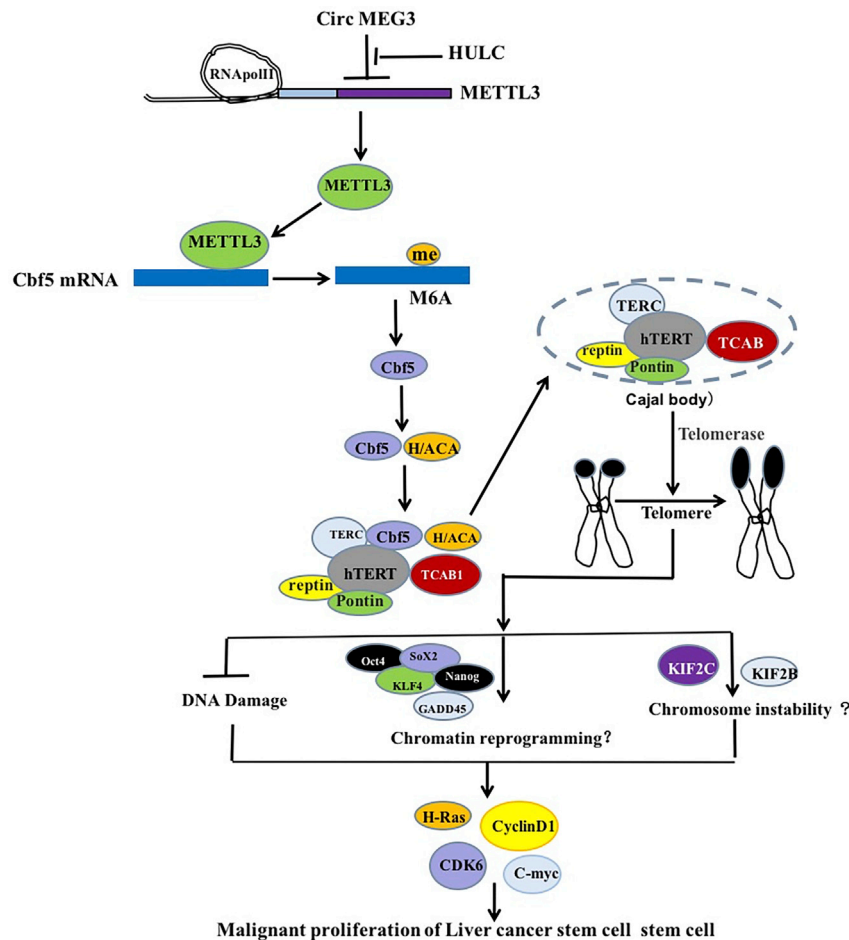 Circ MEG3
HULC
RNApolII
METTL3
METTL3
METTL3
Cbf5 mRNA
me
M6A
TERC
hTERT
TCAB
reptin
Pontin
Cajal body）
Cbf5
Telomerase
Cbf5 H/ACA
Telomere
TERC Cbf5 H/ACA
hTERT TCAB1
reptin
Pontin
Oct4 SoX2
KLF4 Nanog
GADD45
KIF2C KIF2B
DNA Damage
Chromosome instability ?
Chromatin reprogramming?
H-Ras CyclinD1
CDK6 C-myc
Malignant proliferation of Liver cancer stem cell stem cell